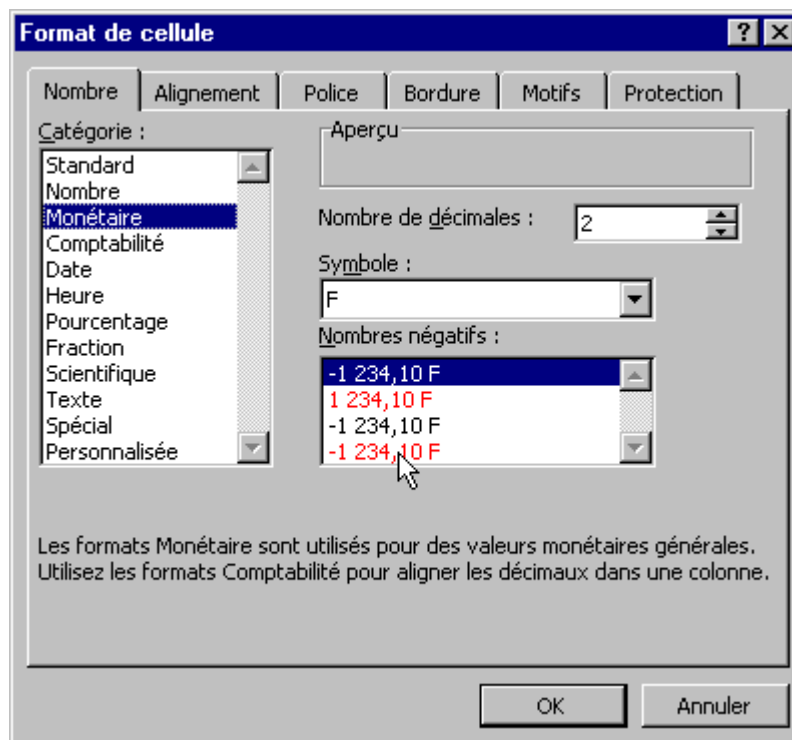 Format de cellule
Nombre Alignement Police Bordure Motifs Protection
Catégorie :
Standard
Nombre
Monétaire
Comptabilité
Date
Heure
Pourcentage
Fraction
Scientifique
Texte
Spécial
Personnalisée
Aperçu
Nombre de décimales : 2
Symbole :
F
Nombres négatifs :
-1 234,10 F
1 234,10 F
-1 234,10 F
-1 234,10 F
Les formats Monétaire sont utilisés pour des valeurs monétaires générales.
Utilisez les formats Comptabilité pour aligner les décimaux dans une colonne.
OK Annuler